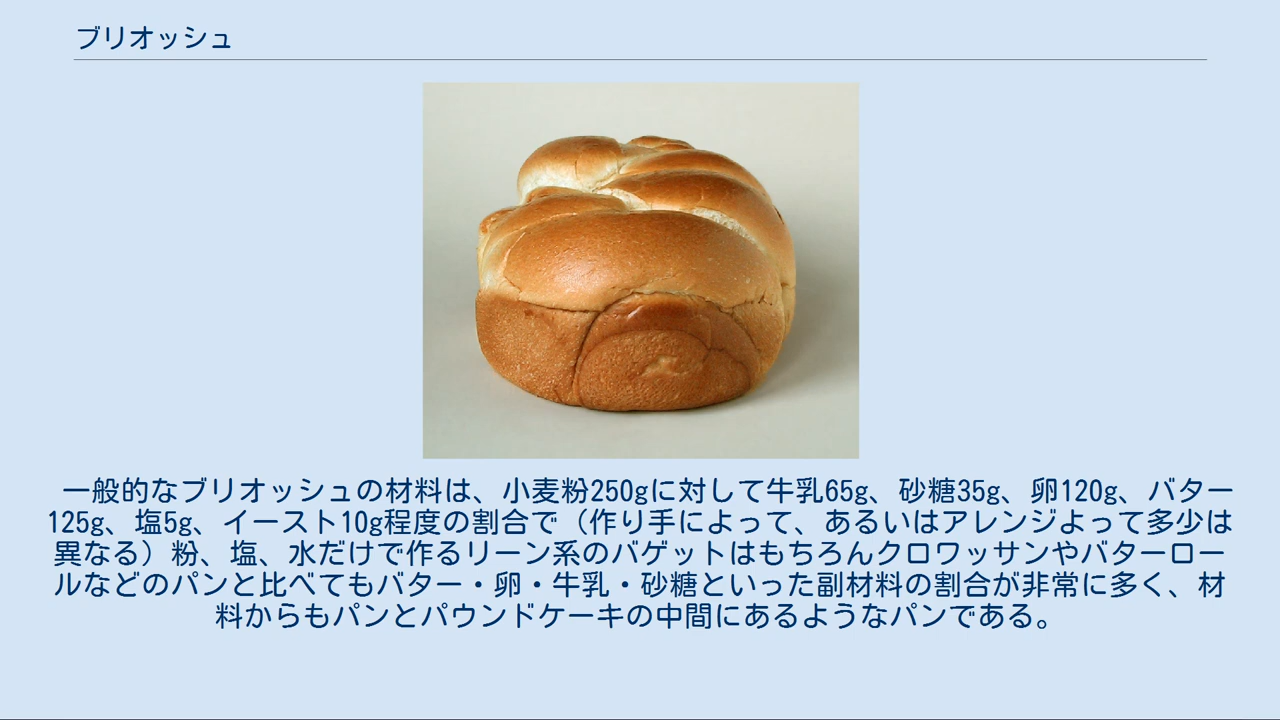 ブリオッシュ
一般的なブリオッシュの材料は、小麦粉250gに対して牛乳65g、砂糖35g、卵120g、バター
125g、塩5g、イースト10g程度の割合で（作り手によって、あるいはアレンジよって多少は
異なる）粉、塩、水だけで作るリーン系のバゲットはもちろんクロワッサンやバターロー
ルなどのパンと比べてもバター・卵・牛乳・砂糖といった副材料の割合が非常に多く、材
料からもパンとパウンドケーキの中間にあるようなパンである。